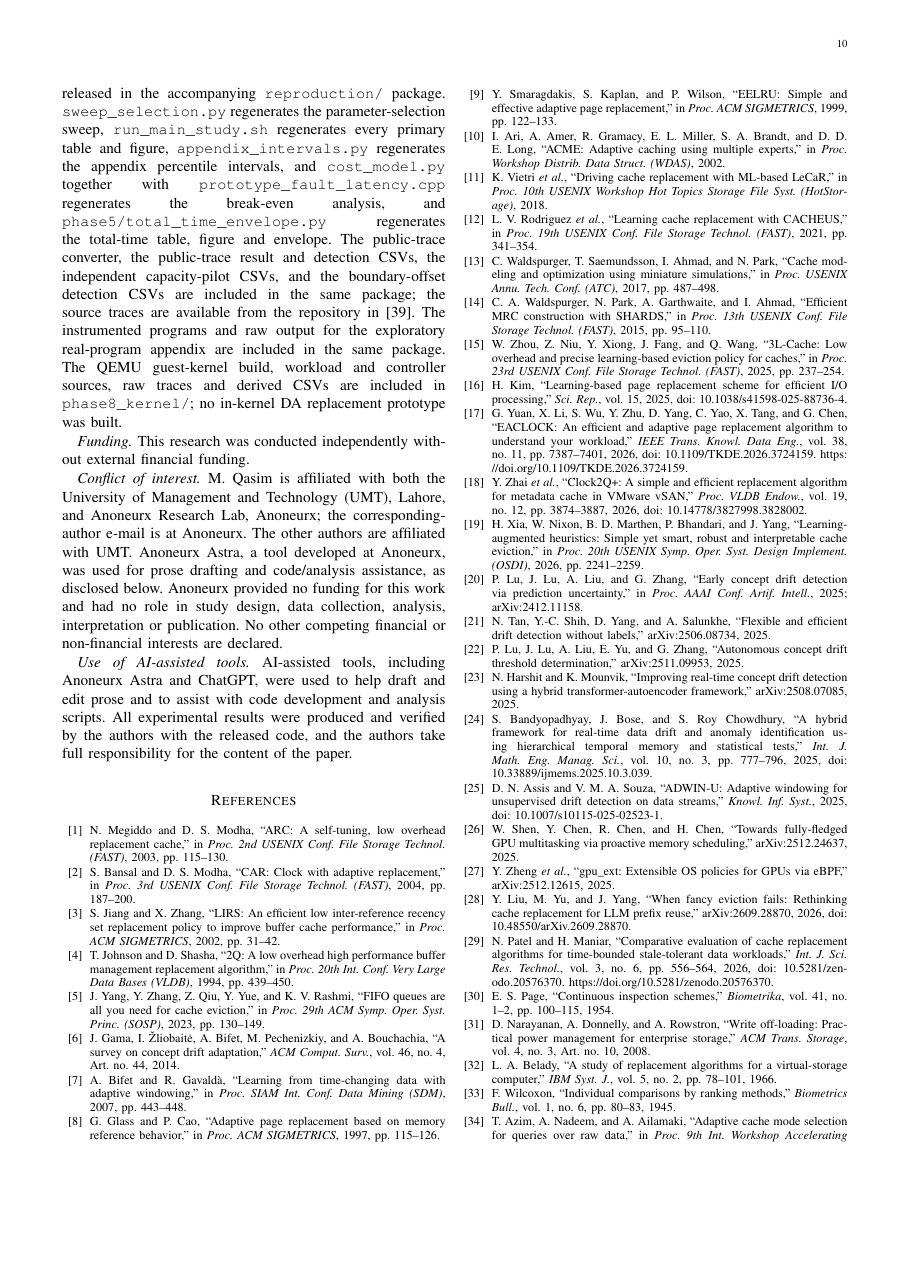 10
released in the accompanying reproduction/ package.
sweep_selection.py regenerates the parameter-selection
sweep, run_main_study.sh regenerates every primary
table and figure, appendix_intervals.py regenerates
the appendix percentile intervals, and cost_model.py
together with prototype_fault_latency.cpp
regenerates the break-even analysis, and
phase5/total_time_envelope.py regenerates
the total-time table, figure and envelope. The public-trace
converter, the public-trace result and detection CSVs, the
independent capacity-pilot CSVs, and the boundary-offset
detection CSVs are included in the same package; the
source traces are available from the repository in [39]. The
instrumented programs and raw output for the exploratory
real-program appendix are included in the same package.
The QEMU guest-kernel build, workload and controller
sources, raw traces and derived CSVs are included in
phase8_kernel/; no in-kernel DA replacement prototype
was built.
Funding. This research was conducted independently with-
out external financial funding.
Conflict of interest. M. Qasim is affiliated with both the
University of Management and Technology (UMT), Lahore,
and Anoneurx Research Lab, Anoneurx; the corresponding-
author e-mail is at Anoneurx. The other authors are affiliated
with UMT. Anoneurx Astra, a tool developed at Anoneurx,
was used for prose drafting and code/analysis assistance, as
disclosed below. Anoneurx provided no funding for this work
and had no role in study design, data collection, analysis,
interpretation or publication. No other competing financial or
non-financial interests are declared.
Use of AI-assisted tools. AI-assisted tools, including
Anoneurx Astra and ChatGPT, were used to help draft and
edit prose and to assist with code development and analysis
scripts. All experimental results were produced and verified
by the authors with the released code, and the authors take
full responsibility for the content of the paper.
REFERENCES
[1] N. Megiddo and D. S. Modha, “ARC: A self-tuning, low overhead
replacement cache,” in Proc. 2nd USENIX Conf. File Storage Technol.
(FAST), 2003, pp. 115–130.
[2] S. Bansal and D. S. Modha, “CAR: Clock with adaptive replacement,”
in Proc. 3rd USENIX Conf. File Storage Technol. (FAST), 2004, pp.
187–200.
[3] S. Jiang and X. Zhang, “LIRS: An efficient low inter-reference recency
set replacement policy to improve buffer cache performance,” in Proc.
ACM SIGMETRICS, 2002, pp. 31–42.
[4] T. Johnson and D. Shasha, “2Q: A low overhead high performance buffer
management replacement algorithm,” in Proc. 20th Int. Conf. Very Large
Data Bases (VLDB), 1994, pp. 439–450.
[5] J. Yang, Y. Zhang, Z. Qiu, Y. Yue, and K. V. Rashmi, “FIFO queues are
all you need for cache eviction,” in Proc. 29th ACM Symp. Oper. Syst.
Princ. (SOSP), 2023, pp. 130–149.
[6] J. Gama, I. Žliobaitė, A. Bifet, M. Pechenizkiy, and A. Bouchachia, “A
survey on concept drift adaptation,” ACM Comput. Surv., vol. 46, no. 4,
Art. no. 44, 2014.
[7] A. Bifet and R. Gavaldà, “Learning from time-changing data with
adaptive windowing,” in Proc. SIAM Int. Conf. Data Mining (SDM),
2007, pp. 443–448.
[8] G. Glass and P. Cao, “Adaptive page replacement based on memory
reference behavior,” in Proc. ACM SIGMETRICS, 1997, pp. 115–126.
[9] Y. Smaragdakis, S. Kaplan, and P. Wilson, “EELRU: Simple and
effective adaptive page replacement,” in Proc. ACM SIGMETRICS, 1999,
pp. 122–133.
[10] I. Ari, A. Amer, R. Gramacy, E. L. Miller, S. A. Brandt, and D. D.
E. Long, “ACME: Adaptive caching using multiple experts,” in Proc.
Workshop Distrib. Data Struct. (WDAS), 2002.
[11] K. Vietri et al., “Driving cache replacement with ML-based LeCaR,” in
Proc. 10th USENIX Workshop Hot Topics Storage File Syst. (HotStor-
age), 2018.
[12] L. V. Rodriguez et al., “Learning cache replacement with CACHEUS,”
in Proc. 19th USENIX Conf. File Storage Technol. (FAST), 2021, pp.
341–354.
[13] C. Waldspurger, T. Saemundsson, I. Ahmad, and N. Park, “Cache mod-
eling and optimization using miniature simulations,” in Proc. USENIX
Annu. Tech. Conf. (ATC), 2017, pp. 487–498.
[14] C. A. Waldspurger, N. Park, A. Garthwaite, and I. Ahmad, “Efficient
MRC construction with SHARDS,” in Proc. 13th USENIX Conf. File
Storage Technol. (FAST), 2015, pp. 95–110.
[15] W. Zhou, Z. Niu, Y. Xiong, J. Fang, and Q. Wang, “3L-Cache: Low
overhead and precise learning-based eviction policy for caches,” in Proc.
23rd USENIX Conf. File Storage Technol. (FAST), 2025, pp. 237–254.
[16] H. Kim, “Learning-based page replacement scheme for efficient I/O
processing,” Sci. Rep., vol. 15, 2025, doi: 10.1038/s41598-025-88736-4.
[17] G. Yuan, X. Li, S. Wu, Y. Zhu, D. Yang, C. Yao, X. Tang, and G. Chen,
“EACLOCK: An efficient and adaptive page replacement algorithm to
understand your workload,” IEEE Trans. Knowl. Data Eng., vol. 38,
no. 11, pp. 7387–7401, 2026, doi: 10.1109/TKDE.2026.3724159. https:
//doi.org/10.1109/TKDE.2026.3724159.
[18] Y. Zhai et al., “Clock2Q+: A simple and efficient replacement algorithm
for metadata cache in VMware vSAN,” Proc. VLDB Endow., vol. 19,
no. 12, pp. 3874–3887, 2026, doi: 10.14778/3827998.3828002.
[19] H. Xia, W. Nixon, B. D. Marthen, P. Bhandari, and J. Yang, “Learning-
augmented heuristics: Simple yet smart, robust and interpretable cache
eviction,” in Proc. 20th USENIX Symp. Oper. Syst. Design Implement.
(OSDI), 2026, pp. 2241–2259.
[20] P. Lu, J. Lu, A. Liu, and G. Zhang, “Early concept drift detection
via prediction uncertainty,” in Proc. AAAI Conf. Artif. Intell., 2025;
arXiv:2412.11158.
[21] N. Tan, Y.-C. Shih, D. Yang, and A. Salunkhe, “Flexible and efficient
drift detection without labels,” arXiv:2506.08734, 2025.
[22] P. Lu, J. Lu, A. Liu, E. Yu, and G. Zhang, “Autonomous concept drift
threshold determination,” arXiv:2511.09953, 2025.
[23] N. Harshit and K. Mounvik, “Improving real-time concept drift detection
using a hybrid transformer-autoencoder framework,” arXiv:2508.07085,
2025.
[24] S. Bandyopadhyay, J. Bose, and S. Roy Chowdhury, “A hybrid
framework for real-time data drift and anomaly identification us-
ing hierarchical temporal memory and statistical tests,” Int. J.
Math. Eng. Manag. Sci., vol. 10, no. 3, pp. 777–796, 2025, doi:
10.33889/ijmems.2025.10.3.039.
[25] D. N. Assis and V. M. A. Souza, “ADWIN-U: Adaptive windowing for
unsupervised drift detection on data streams,” Knowl. Inf. Syst., 2025,
doi: 10.1007/s10115-025-02523-1.
[26] W. Shen, Y. Chen, R. Chen, and H. Chen, “Towards fully-fledged
GPU multitasking via proactive memory scheduling,” arXiv:2512.24637,
2025.
[27] Y. Zheng et al., “gpu_ext: Extensible OS policies for GPUs via eBPF,”
arXiv:2512.12615, 2025.
[28] Y. Liu, M. Yu, and J. Yang, “When fancy eviction fails: Rethinking
cache replacement for LLM prefix reuse,” arXiv:2609.28870, 2026, doi:
10.48550/arXiv.2609.28870.
[29] N. Patel and H. Maniar, “Comparative evaluation of cache replacement
algorithms for time-bounded stale-tolerant data workloads,” Int. J. Sci.
Res. Technol., vol. 3, no. 6, pp. 556–564, 2026, doi: 10.5281/zen-
odo.20576370. https://doi.org/10.5281/zenodo.20576370.
[30] E. S. Page, “Continuous inspection schemes,” Biometrika, vol. 41, no.
1–2, pp. 100–115, 1954.
[31] D. Narayanan, A. Donnelly, and A. Rowstron, “Write off-loading: Prac-
tical power management for enterprise storage,” ACM Trans. Storage,
vol. 4, no. 3, Art. no. 10, 2008.
[32] L. A. Belady, “A study of replacement algorithms for a virtual-storage
computer,” IBM Syst. J., vol. 5, no. 2, pp. 78–101, 1966.
[33] F. Wilcoxon, “Individual comparisons by ranking methods,” Biometrics
Bull., vol. 1, no. 6, pp. 80–83, 1945.
[34] T. Azim, A. Nadeem, and A. Ailamaki, “Adaptive cache mode selection
for queries over raw data,” in Proc. 9th Int. Workshop Accelerating